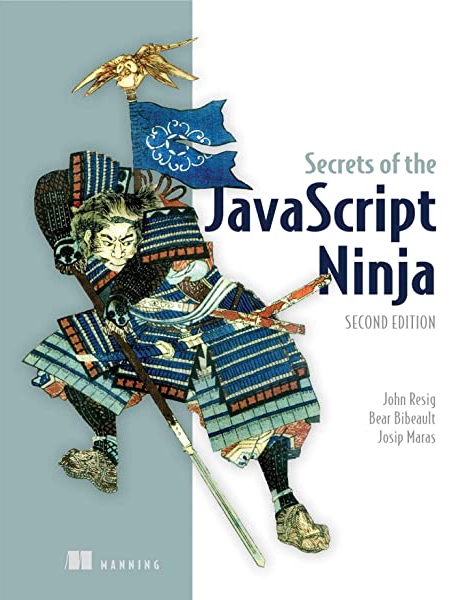 Secrets of the
JavaScript
Ninja
SECOND EDITION
John Resig
Bear Bibeault
Josip Maras
MANNING